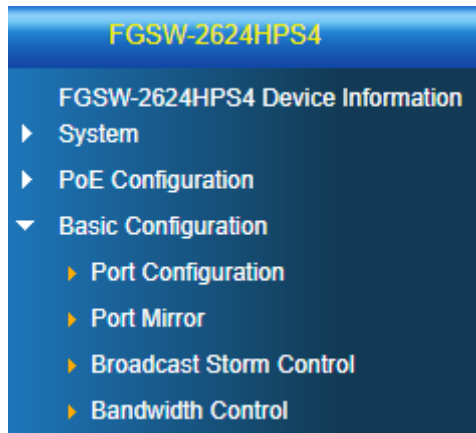 FGSW-2624HPS4
FGSW-2624HPS4 Device Information
System
PoE Configuration
Basic Configuration
Port Configuration
Port Mirror
Broadcast Storm Control
Bandwidth Control